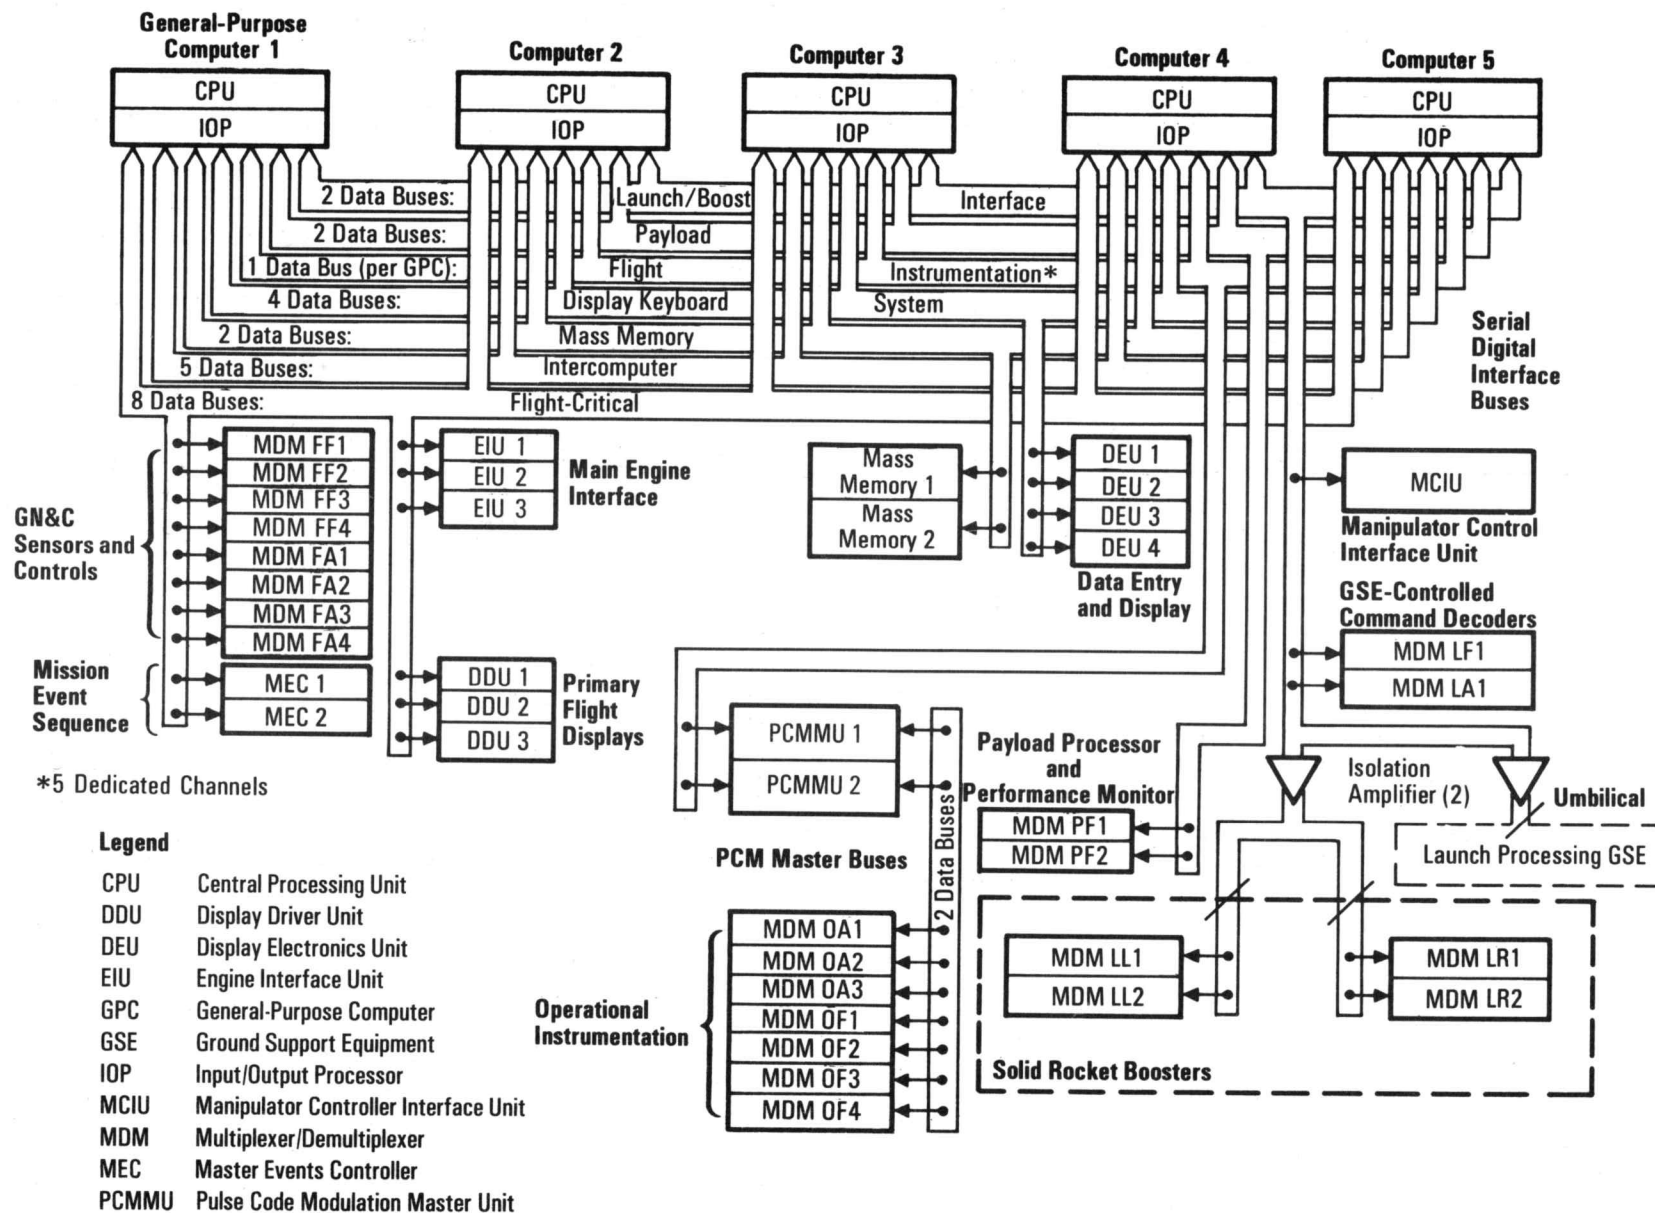 General-Purpose
Computer 1
Computer 2
Computer 3
Computer 4
Computer 5
CPU
IOP
CPU
IOP
CPU
IOP
CPU
IOP
CPU
IOP
2 Data Buses: Launch/Boost Interface
2 Data Buses: Payload
1 Data Bus (per GPC): Flight Instrumentation*
4 Data Buses: Display Keyboard System
2 Data Buses: Mass Memory
5 Data Buses: Intercomputer
8 Data Buses: Flight-Critical
Serial
Digital
Interface
Buses
GN&C
Sensors and
Controls
MDM FF1
MDM FF2
MDM FF3
MDM FF4
MDM FA1
MDM FA2
MDM FA3
MDM FA4
Mission
Event
Sequence
MEC 1
MEC 2
EIU 1
EIU 2
EIU 3
Main Engine
Interface
DDU 1
DDU 2
DDU 3
Primary
Flight
Displays
Mass
Memory 1
Mass
Memory 2
DEU 1
DEU 2
DEU 3
DEU 4
Data Entry
and Display
MCIU
Manipulator Control
Interface Unit
GSE-Controlled
Command Decoders
MDM LF1
MDM LA1
PCMMU 1
PCMMU 2
PCM Master Buses
2 Data Buses
Payload Processor
and
Performance Monitor
MDM PF1
MDM PF2
Isolation
Amplifier (2)
Umbilical
Launch Processing GSE
Operational
Instrumentation
MDM OA1
MDM OA2
MDM OA3
MDM OF1
MDM OF2
MDM OF3
MDM OF4
MDM LL1
MDM LL2
MDM LR1
MDM LR2
Solid Rocket Boosters
*5 Dedicated Channels
Legend
CPU Central Processing Unit
DDU Display Driver Unit
DEU Display Electronics Unit
EIU Engine Interface Unit
GPC General-Purpose Computer
GSE Ground Support Equipment
IOP Input/Output Processor
MCIU Manipulator Controller Interface Unit
MDM Multiplexer/Demultiplexer
MEC Master Events Controller
PCMMU Pulse Code Modulation Master Unit